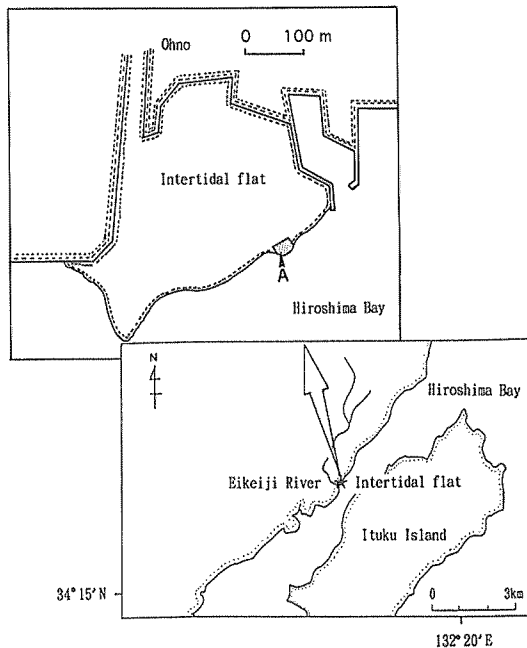 Ohno
0 100 m
Intertidal flat
A
Hiroshima Bay
N
Hiroshima Bay
Eikeiji River
Intertidal flat
Ituku Island
34° 15′ N
0 3km
132° 20′ E